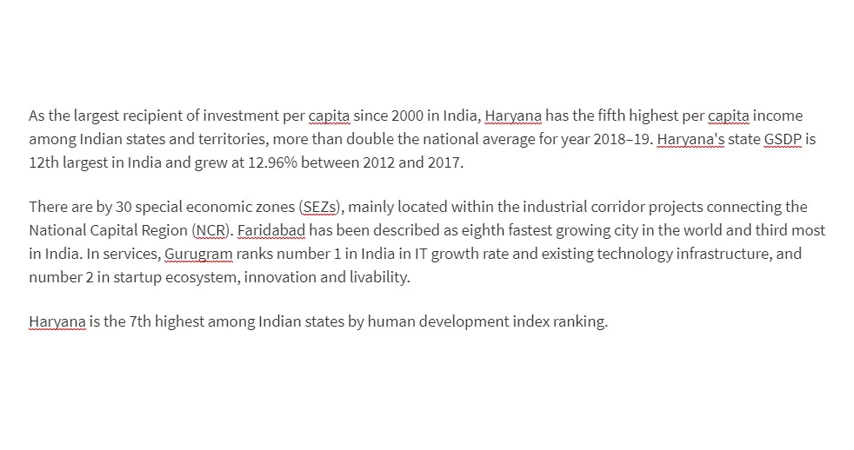 As the largest recipient of investment per capita since 2000 in India, Haryana has the fifth highest per capita income
among Indian states and territories, more than double the national average for year 2018–19. Haryana's state GSDP is
12th largest in India and grew at 12.96% between 2012 and 2017.
There are by 30 special economic zones (SEZs), mainly located within the industrial corridor projects connecting the
National Capital Region (NCR). Faridabad has been described as eighth fastest growing city in the world and third most
in India. In services, Gurugram ranks number 1 in India in IT growth rate and existing technology infrastructure, and
number 2 in startup ecosystem, innovation and livability.
Haryana is the 7th highest among Indian states by human development index ranking.